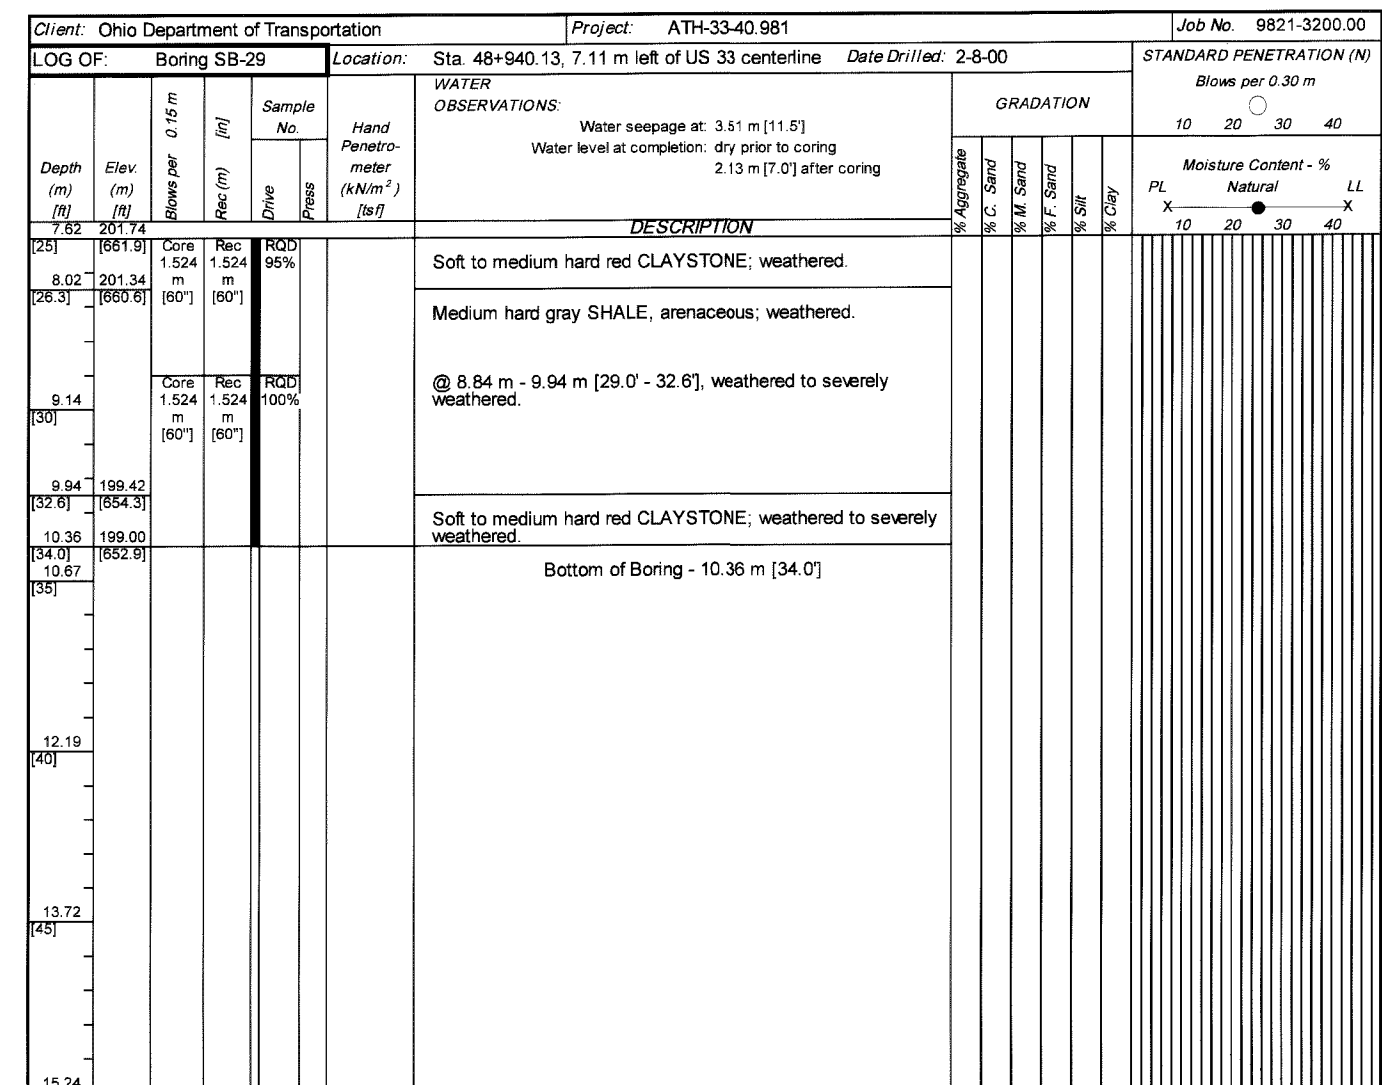 Client: Ohio Department of Transportation Project: ATH-33-40.981 Job No. 9821-3200.00
LOG OF: Boring SB-29 Location: Sta. 48+940.13, 7.11 m left of US 33 centerline Date Drilled: 2-8-00 STANDARD PENETRATION (N)
Depth
(m)
[ft]
Elev.
(m)
[ft]
Blows per 0.15 m
Rec (m) [in]
Sample
No.
Drive
Press
Hand
Penetro-
meter
(kN/m²)
[tsf]
WATER
OBSERVATIONS:
Water seepage at: 3.51 m [11.5']
Water level at completion: dry prior to coring
2.13 m [7.0'] after coring
DESCRIPTION
GRADATION
% Aggregate
% C. Sand
% M. Sand
% F. Sand
% Silt
% Clay
Blows per 0.30 m
10 20 30 40
Moisture Content - %
PL Natural LL
X X
10 20 30 40
7.62 201.74
[25] [661.9] Core Rec RQD
1.524 1.524 95% Soft to medium hard red CLAYSTONE; weathered.
8.02 201.34 m m
[26.3] [660.6] [60"] [60"]
Medium hard gray SHALE, arenaceous; weathered.
Core Rec RQD @ 8.84 m - 9.94 m [29.0' - 32.6'], weathered to severely
9.14 1.524 1.524 100% weathered.
[30] m m
[60"] [60"]
9.94 199.42
[32.6] [654.3]
Soft to medium hard red CLAYSTONE; weathered to severely
10.36 199.00 weathered.
[34.0] [652.9]
10.67 Bottom of Boring - 10.36 m [34.0']
[35]
12.19
[40]
13.72
[45]
15.24